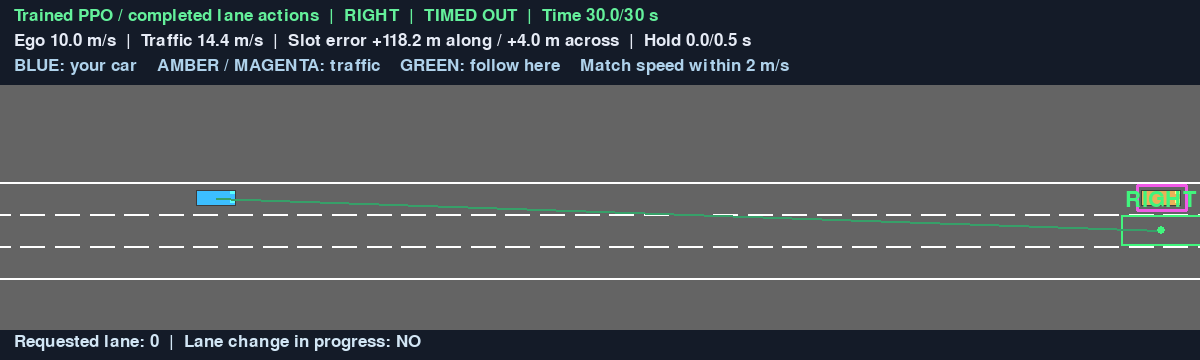 Trained PPO / completed lane actions | RIGHT | TIMED OUT | Time 30.0/30 s
Ego 10.0 m/s | Traffic 14.4 m/s | Slot error +118.2 m along / +4.0 m across | Hold 0.0/0.5 s
BLUE: your car AMBER / MAGENTA: traffic GREEN: follow here Match speed within 2 m/s
RIGHT
Requested lane: 0 | Lane change in progress: NO